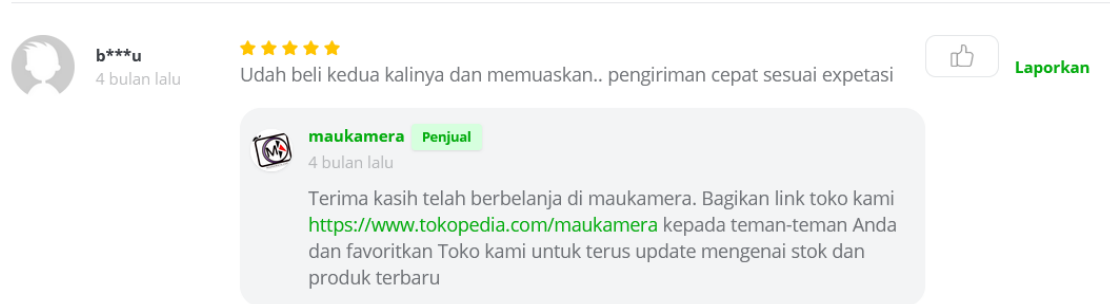 b***u
4 bulan lalu
Udah beli kedua kalinya dan memuaskan.. pengiriman cepat sesuai expetasi
Laporkan
maukamera Penjual
4 bulan lalu
Terima kasih telah berbelanja di maukamera. Bagikan link toko kami
https://www.tokopedia.com/maukamera kepada teman-teman Anda
dan favoritkan Toko kami untuk terus update mengenai stok dan
produk terbaru